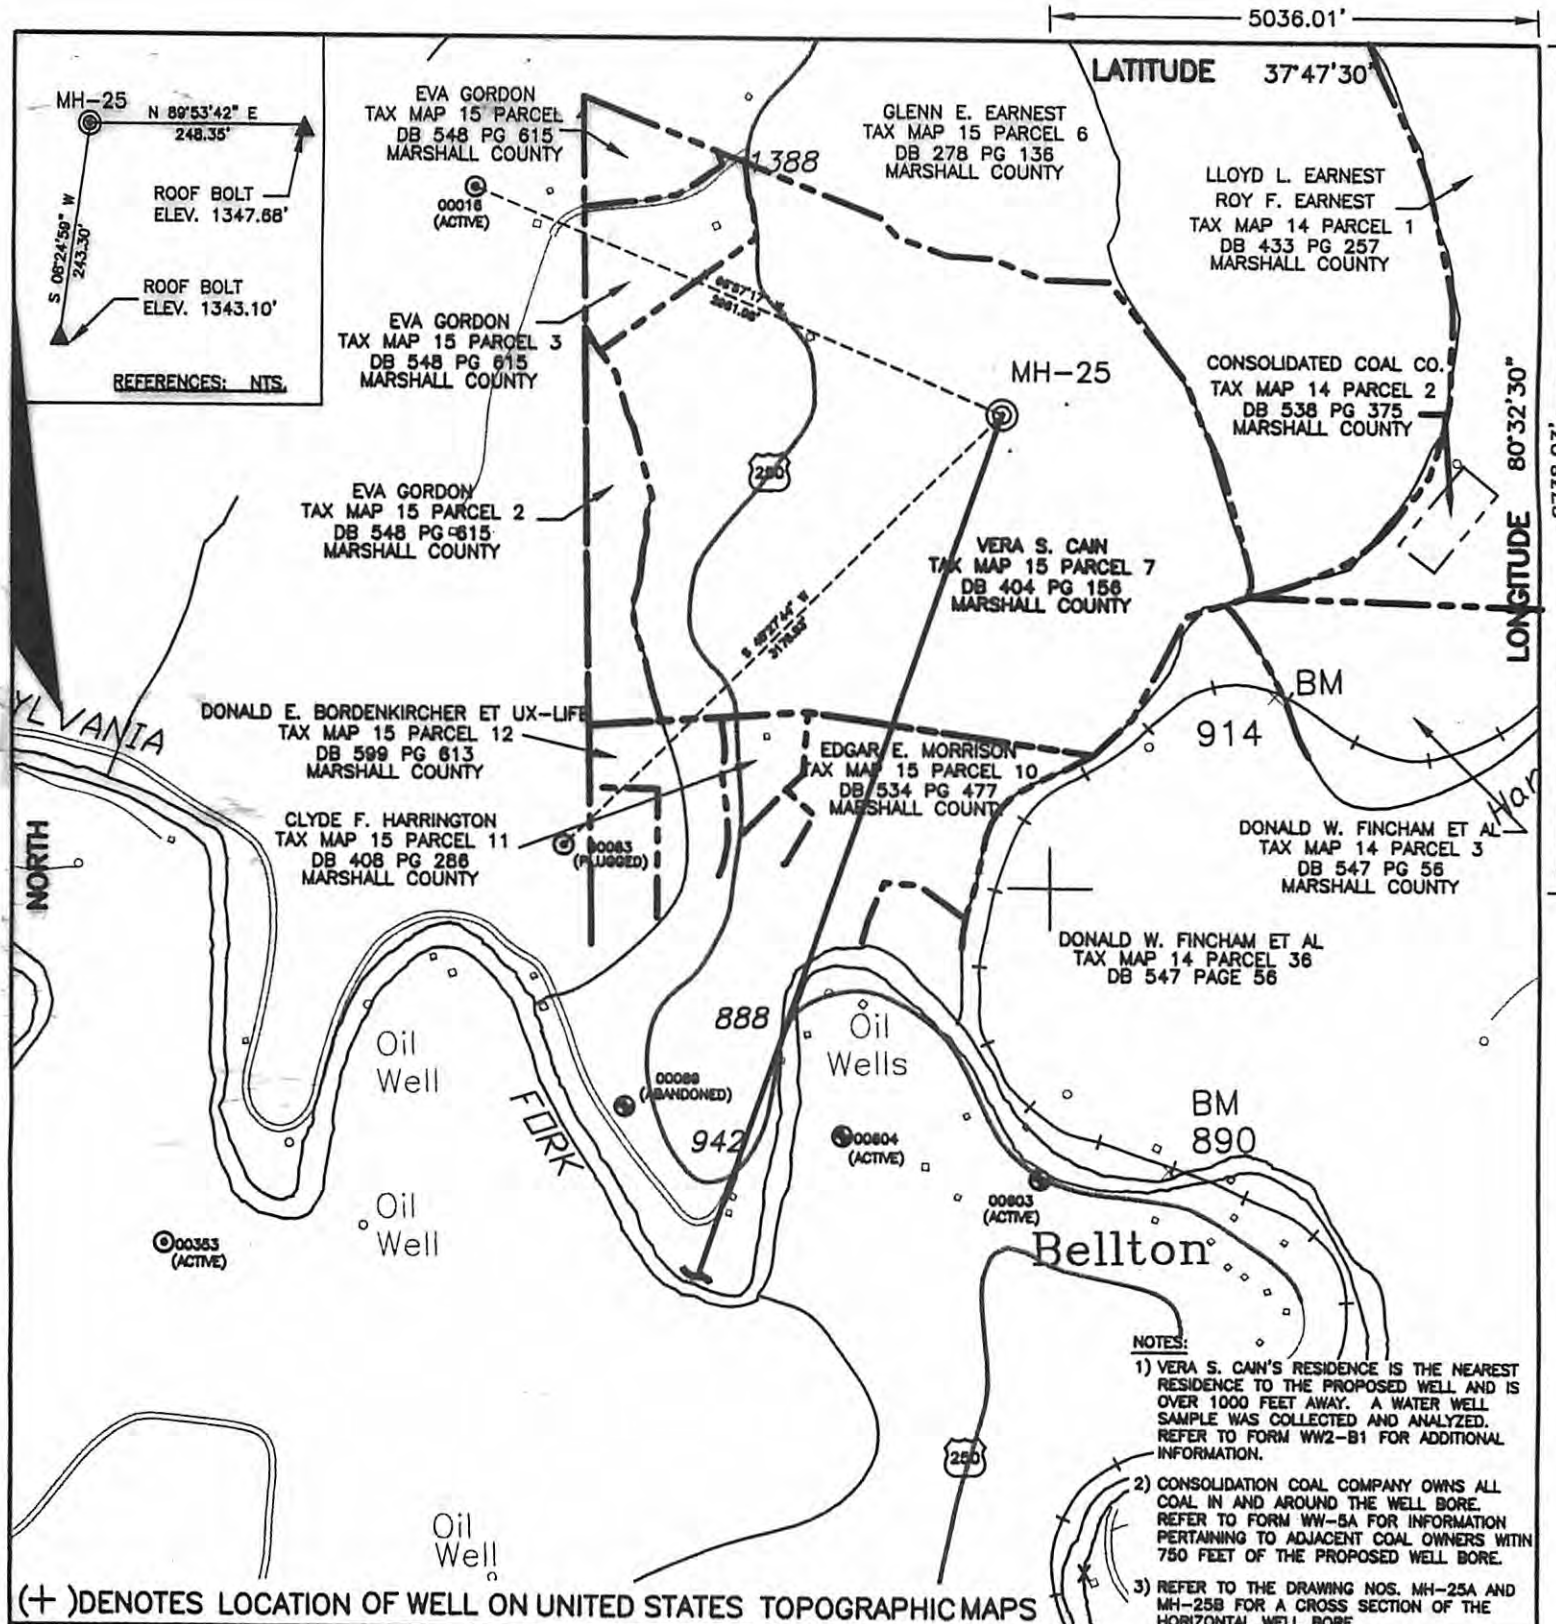 5036.01'
LATITUDE 37°47'30"
MH-25
N 89°53'42" E
248.35'
ROOF BOLT
ELEV. 1347.68'
S 08°24'59" W
243.30'
ROOF BOLT
ELEV. 1343.10'
REFERENCES: NTS.
EVA GORDON
TAX MAP 15 PARCEL
DB 548 PG 615
MARSHALL COUNTY
00016
(ACTIVE)
1388
GLENN E. EARNEST
TAX MAP 15 PARCEL 6
DB 278 PG 136
MARSHALL COUNTY
LLOYD L. EARNEST
ROY F. EARNEST
TAX MAP 14 PARCEL 1
DB 433 PG 257
MARSHALL COUNTY
EVA GORDON
TAX MAP 15 PARCEL 3
DB 548 PG 615
MARSHALL COUNTY
MH-25
CONSOLIDATED COAL CO.
TAX MAP 14 PARCEL 2
DB 538 PG 375
MARSHALL COUNTY
LONGITUDE 80°32'30"
250
EVA GORDON
TAX MAP 15 PARCEL 2
DB 548 PG 615
MARSHALL COUNTY
VERA S. CAIN
TAX MAP 15 PARCEL 7
DB 404 PG 156
MARSHALL COUNTY
YLVANIA
BM
914
DONALD E. BORDENKIRCHER ET UX-LIFE
TAX MAP 15 PARCEL 12
DB 599 PG 613
MARSHALL COUNTY
EDGAR E. MORRISON
TAX MAP 15 PARCEL 10
DB 534 PG 477
MARSHALL COUNTY
CLYDE F. HARRINGTON
TAX MAP 15 PARCEL 11
DB 408 PG 286
MARSHALL COUNTY
00083
(PLUGGED)
NORTH
Har
DONALD W. FINCHAM ET AL
TAX MAP 14 PARCEL 3
DB 547 PG 56
MARSHALL COUNTY
DONALD W. FINCHAM ET AL
TAX MAP 14 PARCEL 36
DB 547 PAGE 56
888
Oil
Wells
Oil
Well
00089
(ABANDONED)
FORK
942
00604
(ACTIVE)
BM
890
00603
(ACTIVE)
Oil
Well
00353
(ACTIVE)
Bellton
250
Oil
Well
NOTES:
1) VERA S. CAIN'S RESIDENCE IS THE NEAREST
RESIDENCE TO THE PROPOSED WELL AND IS
OVER 1000 FEET AWAY. A WATER WELL
SAMPLE WAS COLLECTED AND ANALYZED.
REFER TO FORM WW2-B1 FOR ADDITIONAL
INFORMATION.
2) CONSOLIDATION COAL COMPANY OWNS ALL
COAL IN AND AROUND THE WELL BORE.
REFER TO FORM WW-5A FOR INFORMATION
PERTAINING TO ADJACENT COAL OWNERS WITIN
750 FEET OF THE PROPOSED WELL BORE.
3) REFER TO THE DRAWING NOS. MH-25A AND
MH-25B FOR A CROSS SECTION OF THE
HORIZONTAL WELL BORE
(+ )DENOTES LOCATION OF WELL ON UNITED STATES TOPOGRAPHIC MAPS